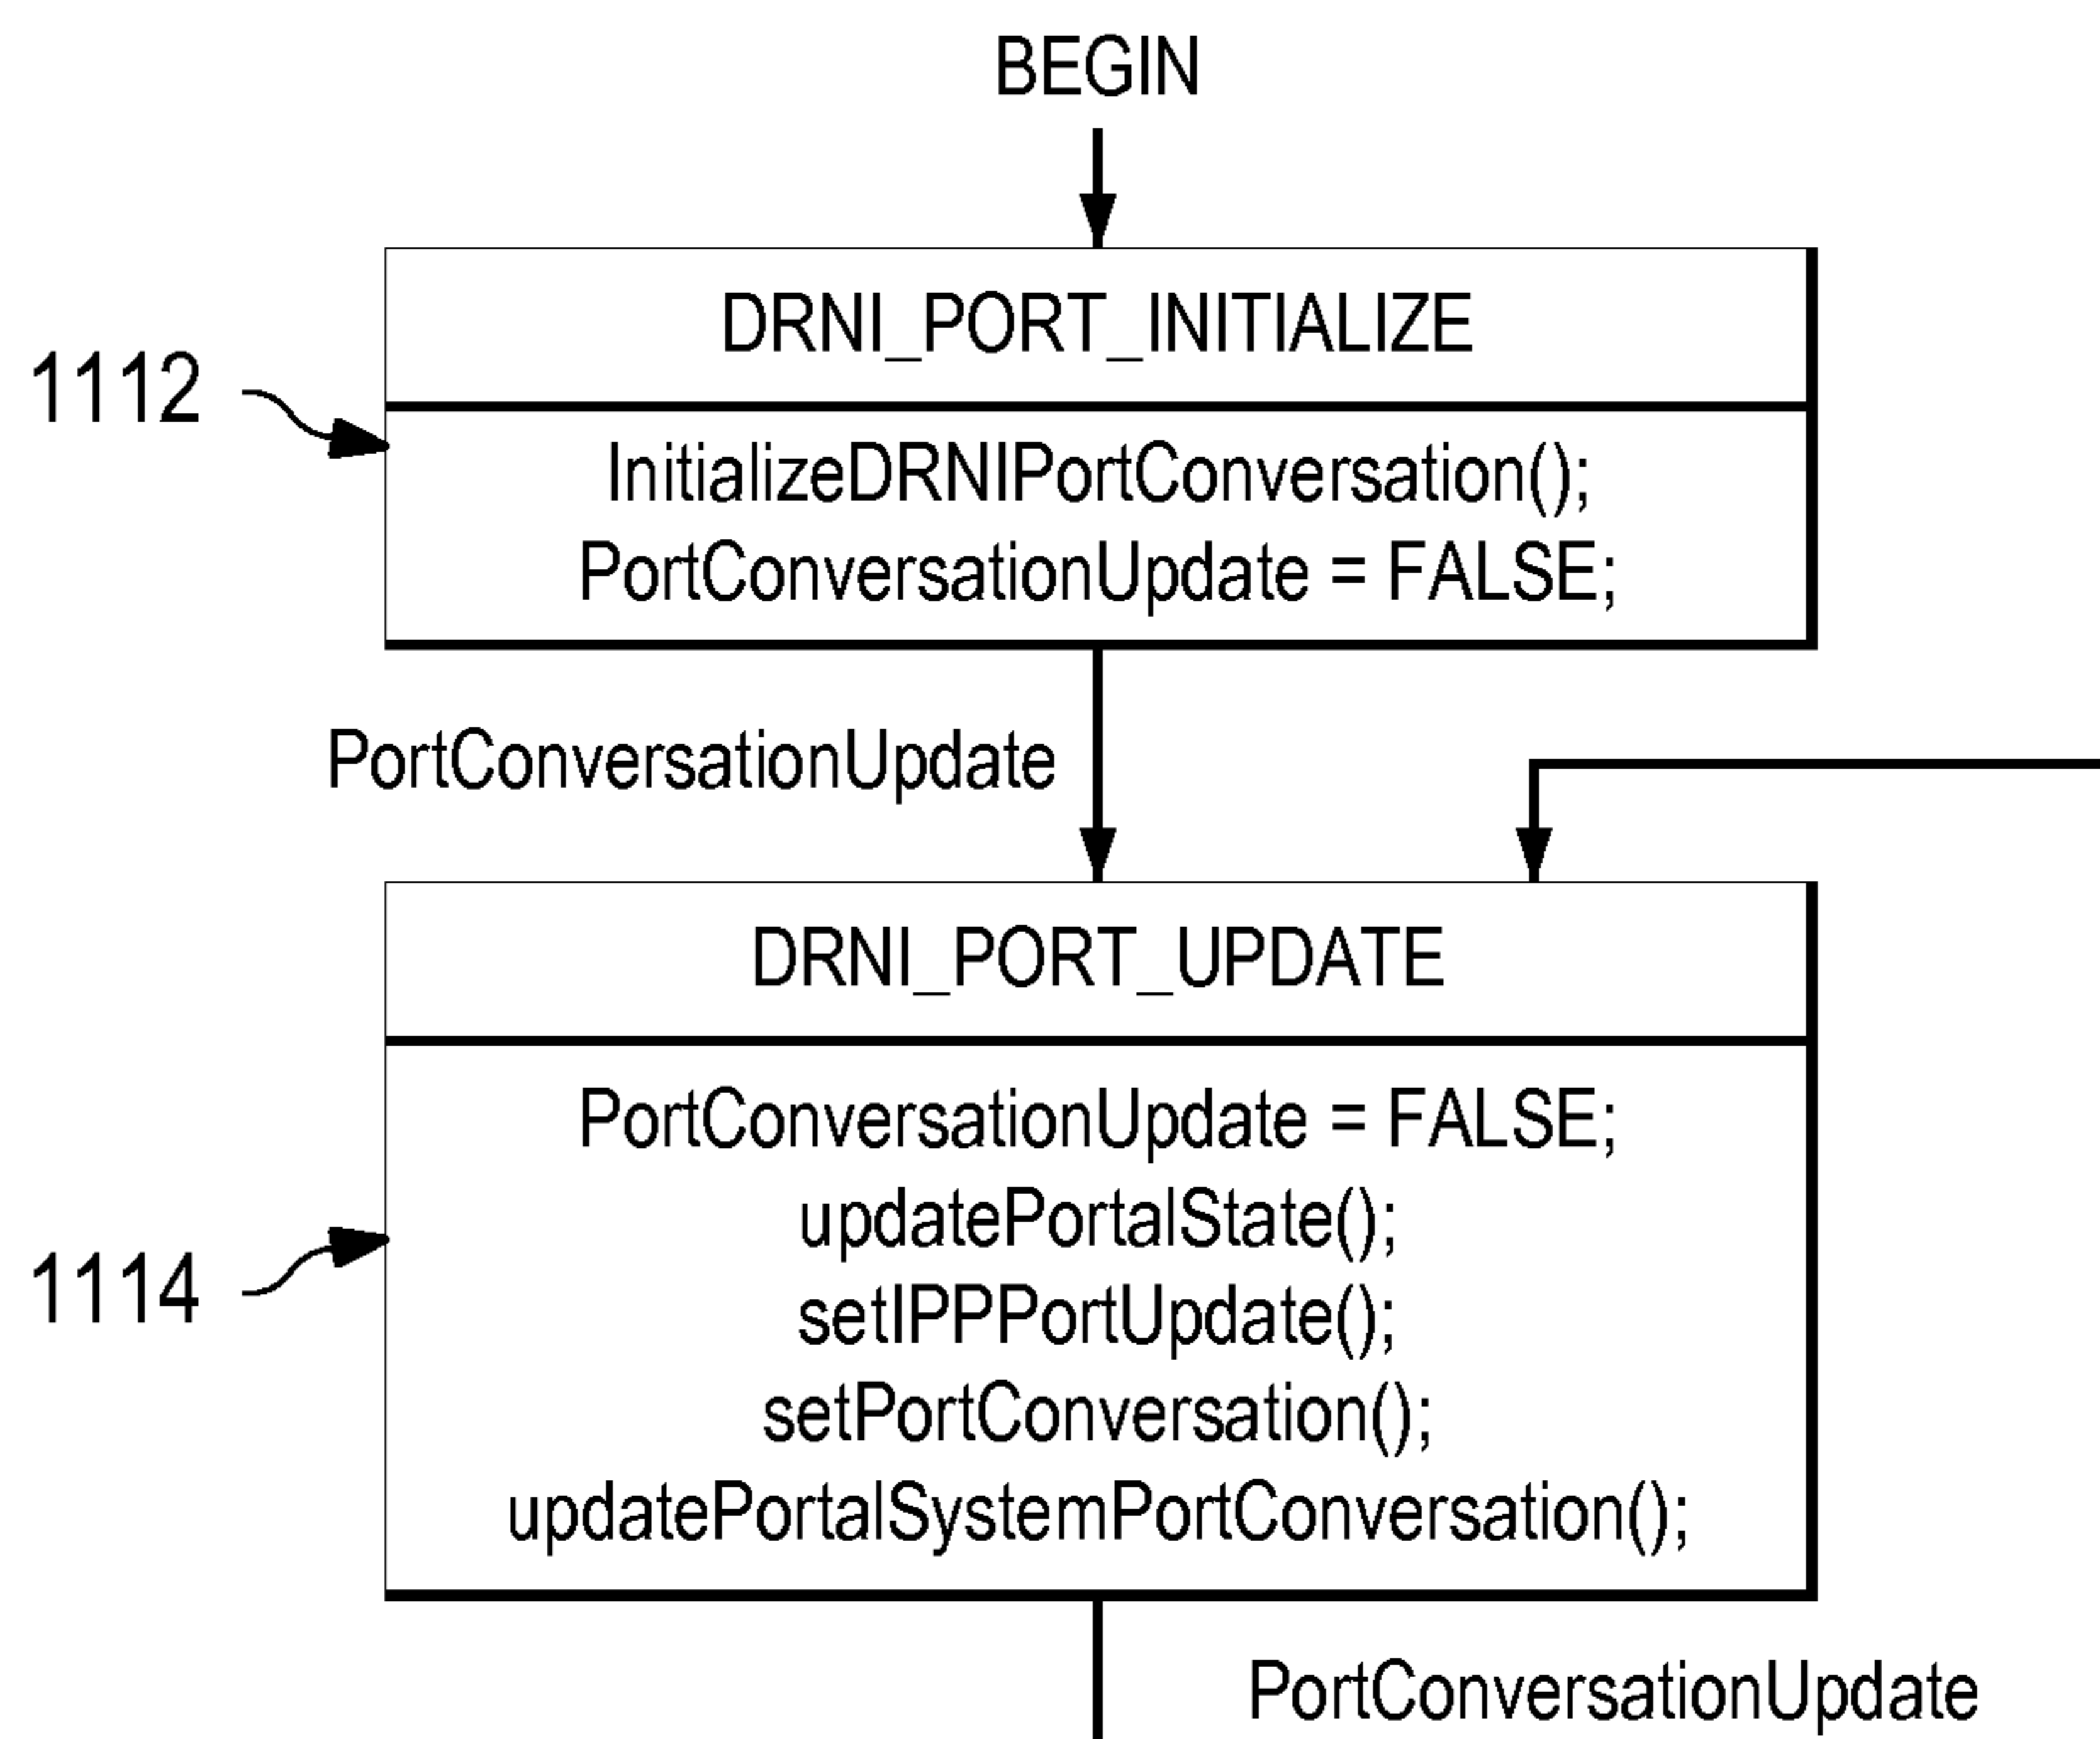 BEGIN
DRNI_PORT_INITIALIZE
1112
InitializeDRNIPortConversation();
PortConversationUpdate = FALSE;
PortConversationUpdate
DRNI_PORT_UPDATE
PortConversationUpdate = FALSE;
updatePortalState();
1114
setIPPPortUpdate();
setPortConversation();
updatePortalSystemPortConversation();
PortConversationUpdate